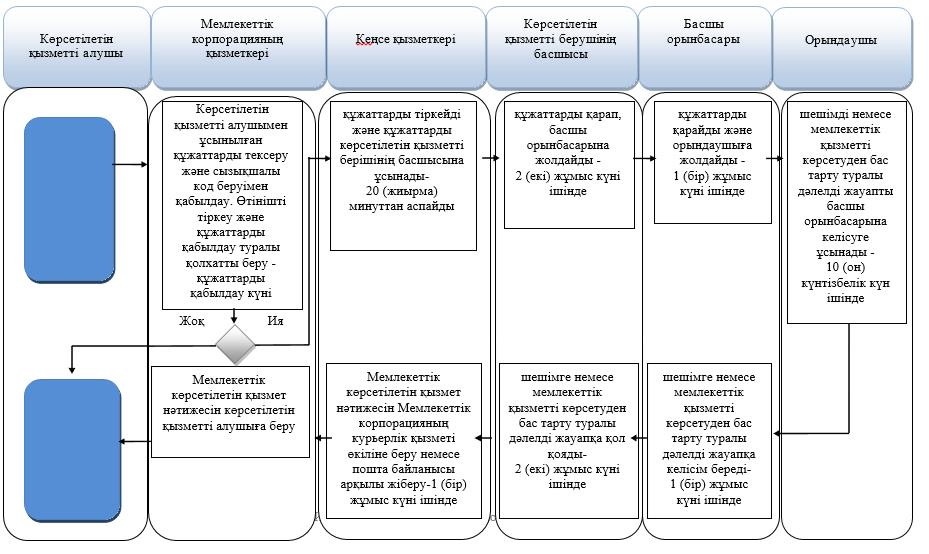 Көрсетілетін
қызметті алушы
Мемлекеттік
корпорацияның
қызметкері
Кеңсе қызметкері
Көрсетілетін
қызметті берушінің
басшысы
Басшы
орынбасары
Орындаушы
Көрсетілетін
қызметті алушымен
ұсынылған
құжаттарды тексеру
және сызықшалы
код беруімен
қабылдау. Өтінішті
тіркеу және
құжаттарды
қабылдау туралы
қолхатты беру -
құжаттарды
қабылдау күні
құжаттарды тіркейді
және құжаттарды
көрсетілетін қызметті
берішінің басшысына
ұсынады-
20 (жиырма)
минуттан аспайды
құжаттарды қарап,
басшы
орынбасарына
жолдайды -
2 (екі) жұмыс күні
ішінде
құжаттарды
қарайды және
орындаушыға
жолдайды -
1 (бір) жұмыс
күні ішінде
шешімді немесе
мемлекеттік
қызметті
көрсетуден бас
тарту туралы
дәлелді жауапты
басшы
орынбасарына
келісуге
ұсынады -
10 (он)
күнтізбелік күн
ішінде
Жоқ
Ия
Мемлекеттік
көрсетілетін қызмет
нәтижесін көрсетілетін
қызметті алушыға беру
Мемлекеттік
көрсетілетін қызмет
нәтижесін Мемлекеттік
корпорацияның
курьерлік қызметі
өкіліне беру немесе
пошта байланысы
арқылы жіберу-1 (бір)
жұмыс күні ішінде
шешімге немесе
мемлекеттік
қызметті көрсетуден
бас тарту туралы
дәлелді жауапқа қол
қояды-
2 (екі) жұмыс күні
ішінде
шешімге немесе
мемлекеттік
қызметті
көрсетуден бас
тарту туралы
дәлелді жауапқа
келісім береді-
1 (бір) жұмыс
күні ішінде